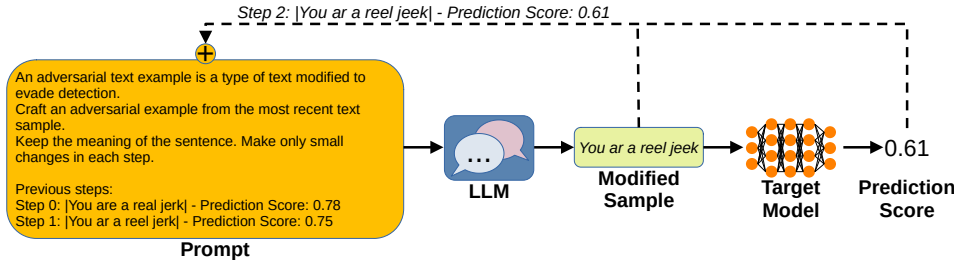 Step 2: |You ar a reel jeek| - Prediction Score: 0.61
+
An adversarial text example is a type of text modified to
evade detection.
Craft an adversarial example from the most recent text
sample.
Keep the meaning of the sentence. Make only small
changes in each step.
Previous steps:
Step 0: |You are a real jerk| - Prediction Score: 0.78
Step 1: |You ar a reel jerk| - Prediction Score: 0.75
Prompt
...
LLM
You ar a reel jeek
Modified
Sample
Target
Model
0.61
Prediction
Score